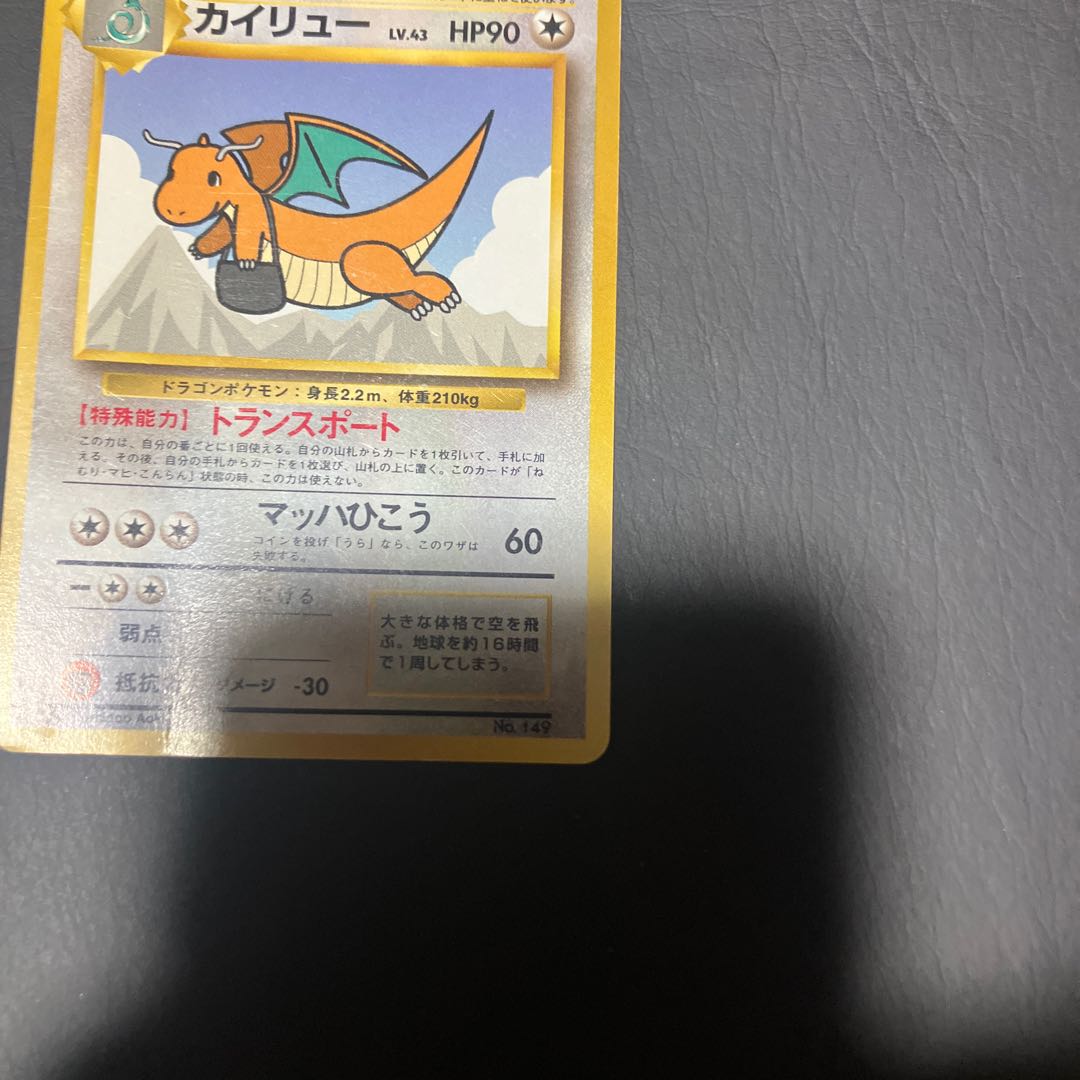 カイリュー LV.43 HP90
ドラゴンポケモン：身長2.2m、体重210kg
【特殊能力】トランスポート
この力は、自分の番ごとに1回使える。自分の山札からカードを1枚引いて、手札に加
える。その後、自分の手札からカードを1枚選び、山札の上に置く。このカードが「ね
むり・マヒ・こんらん」状態の時、この力は使えない。
マッハひこう 60
コインを投げ「うら」なら、このワザは
失敗する。
にげる
弱点
抵抗 メージ -30
大きな体格で空を飛
ぶ。地球を約16時間
で1周してしまう。
No. 149